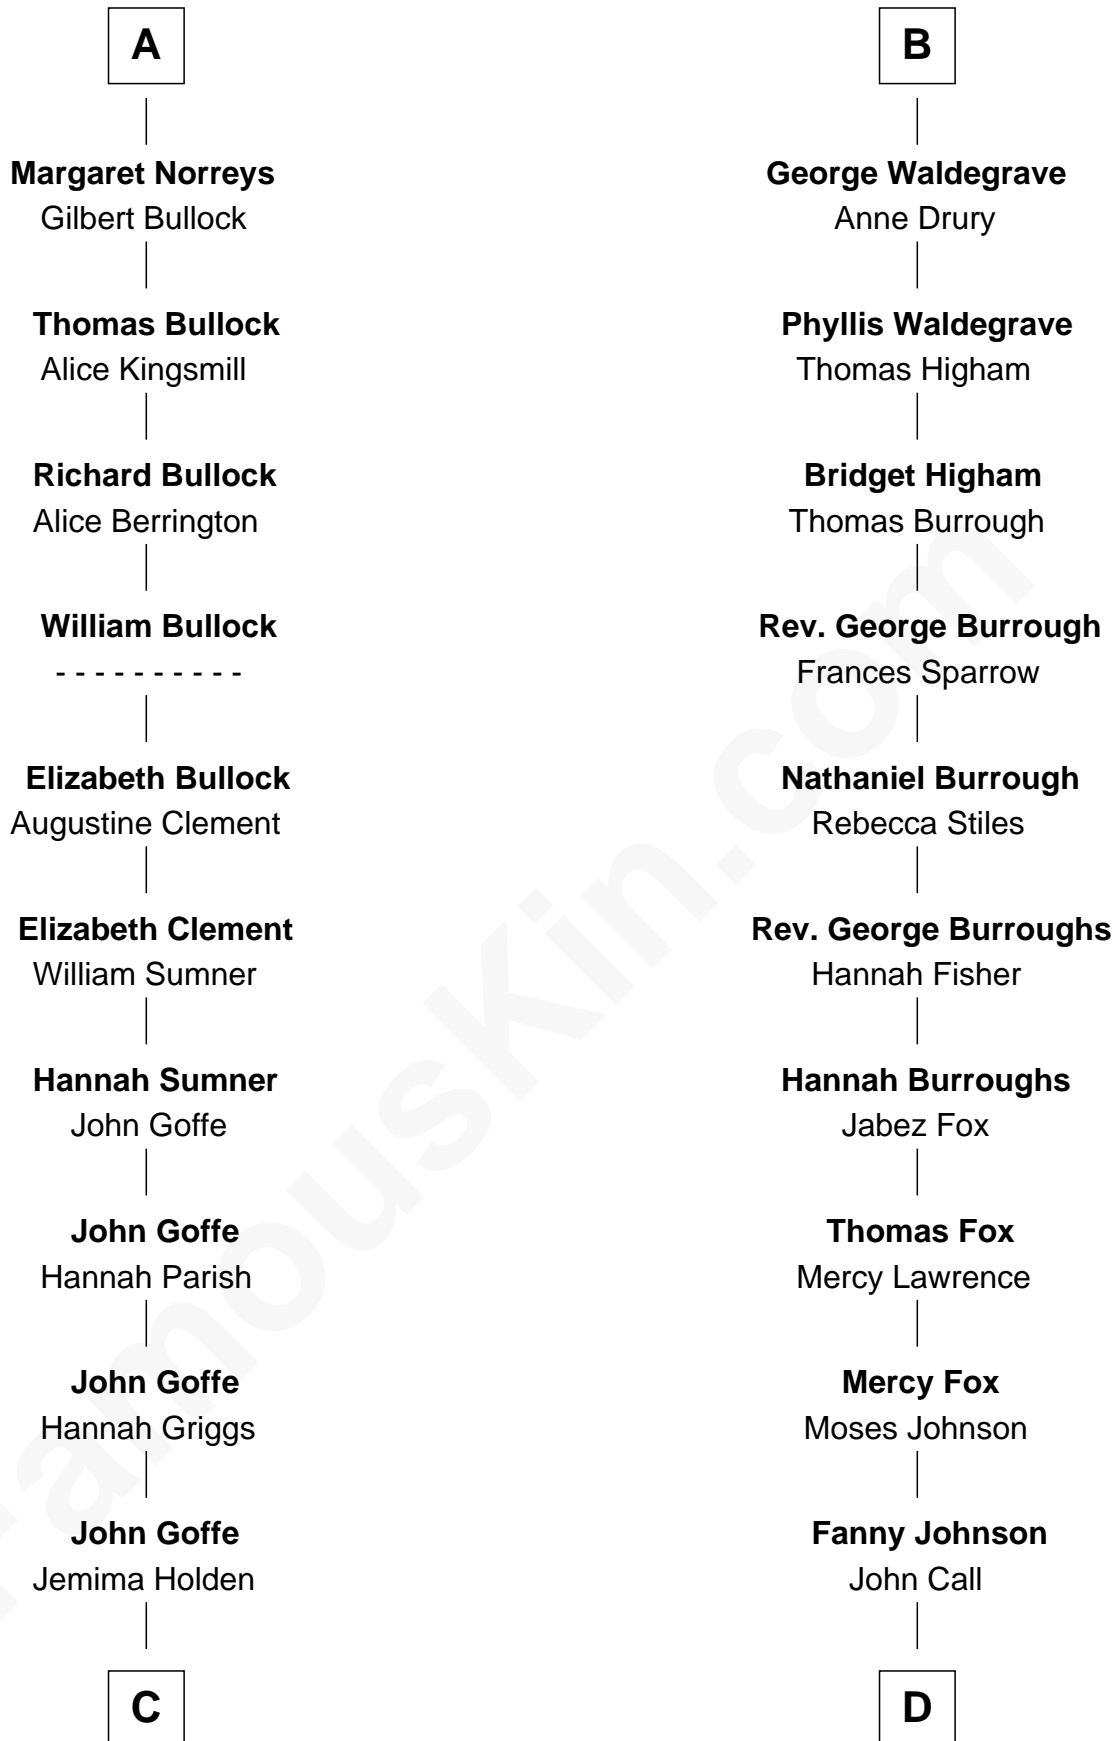 A
Margaret Norreys
Gilbert Bullock
Thomas Bullock
Alice Kingsmill
Richard Bullock
Alice Berrington
William Bullock
- - - - - - - - - -
Elizabeth Bullock
Augustine Clement
Elizabeth Clement
William Sumner
Hannah Sumner
John Goffe
John Goffe
Hannah Parish
John Goffe
Hannah Griggs
John Goffe
Jemima Holden
C
B
George Waldegrave
Anne Drury
Phyllis Waldegrave
Thomas Higham
Bridget Higham
Thomas Burrough
Rev. George Burrough
Frances Sparrow
Nathaniel Burrough
Rebecca Stiles
Rev. George Burroughs
Hannah Fisher
Hannah Burroughs
Jabez Fox
Thomas Fox
Mercy Lawrence
Mercy Fox
Moses Johnson
Fanny Johnson
John Call
D
FamousKin.com